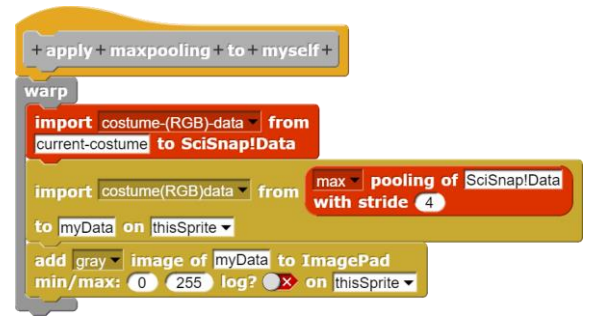 + apply + maxpooling + to + myself +
warp
import costume-(RGB)-data from
current-costume to SciSnap!Data
import costume(RGB)data from max pooling of SciSnap!Data
with stride 4
to myData on thisSprite
add gray image of myData to ImagePad
min/max: 0 255 log? on thisSprite